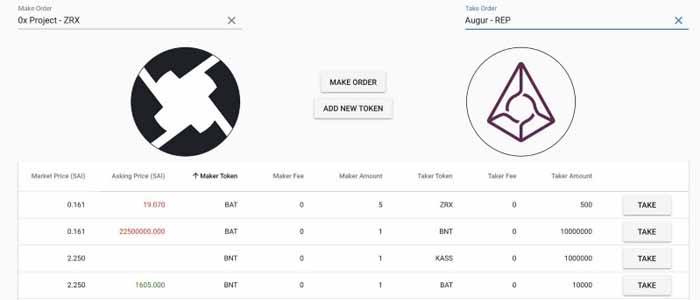 Make Order
0x Project - ZRX
Take Order
Augur - REP
MAKE ORDER
ADD NEW TOKEN
Market Price (SAI) Asking Price (SAI) Maker Token Maker Fee Maker Amount Taker Token Taker Fee Taker Amount
0.161 19.070 BAT 0 5 ZRX 0 500 TAKE
0.161 22500000.000 BAT 0 1 BNT 0 10000000 TAKE
2.250 BNT 0 1 KASS 0 1000000 TAKE
2.250 1605.000 BNT 0 1 BAT 0 10000 TAKE